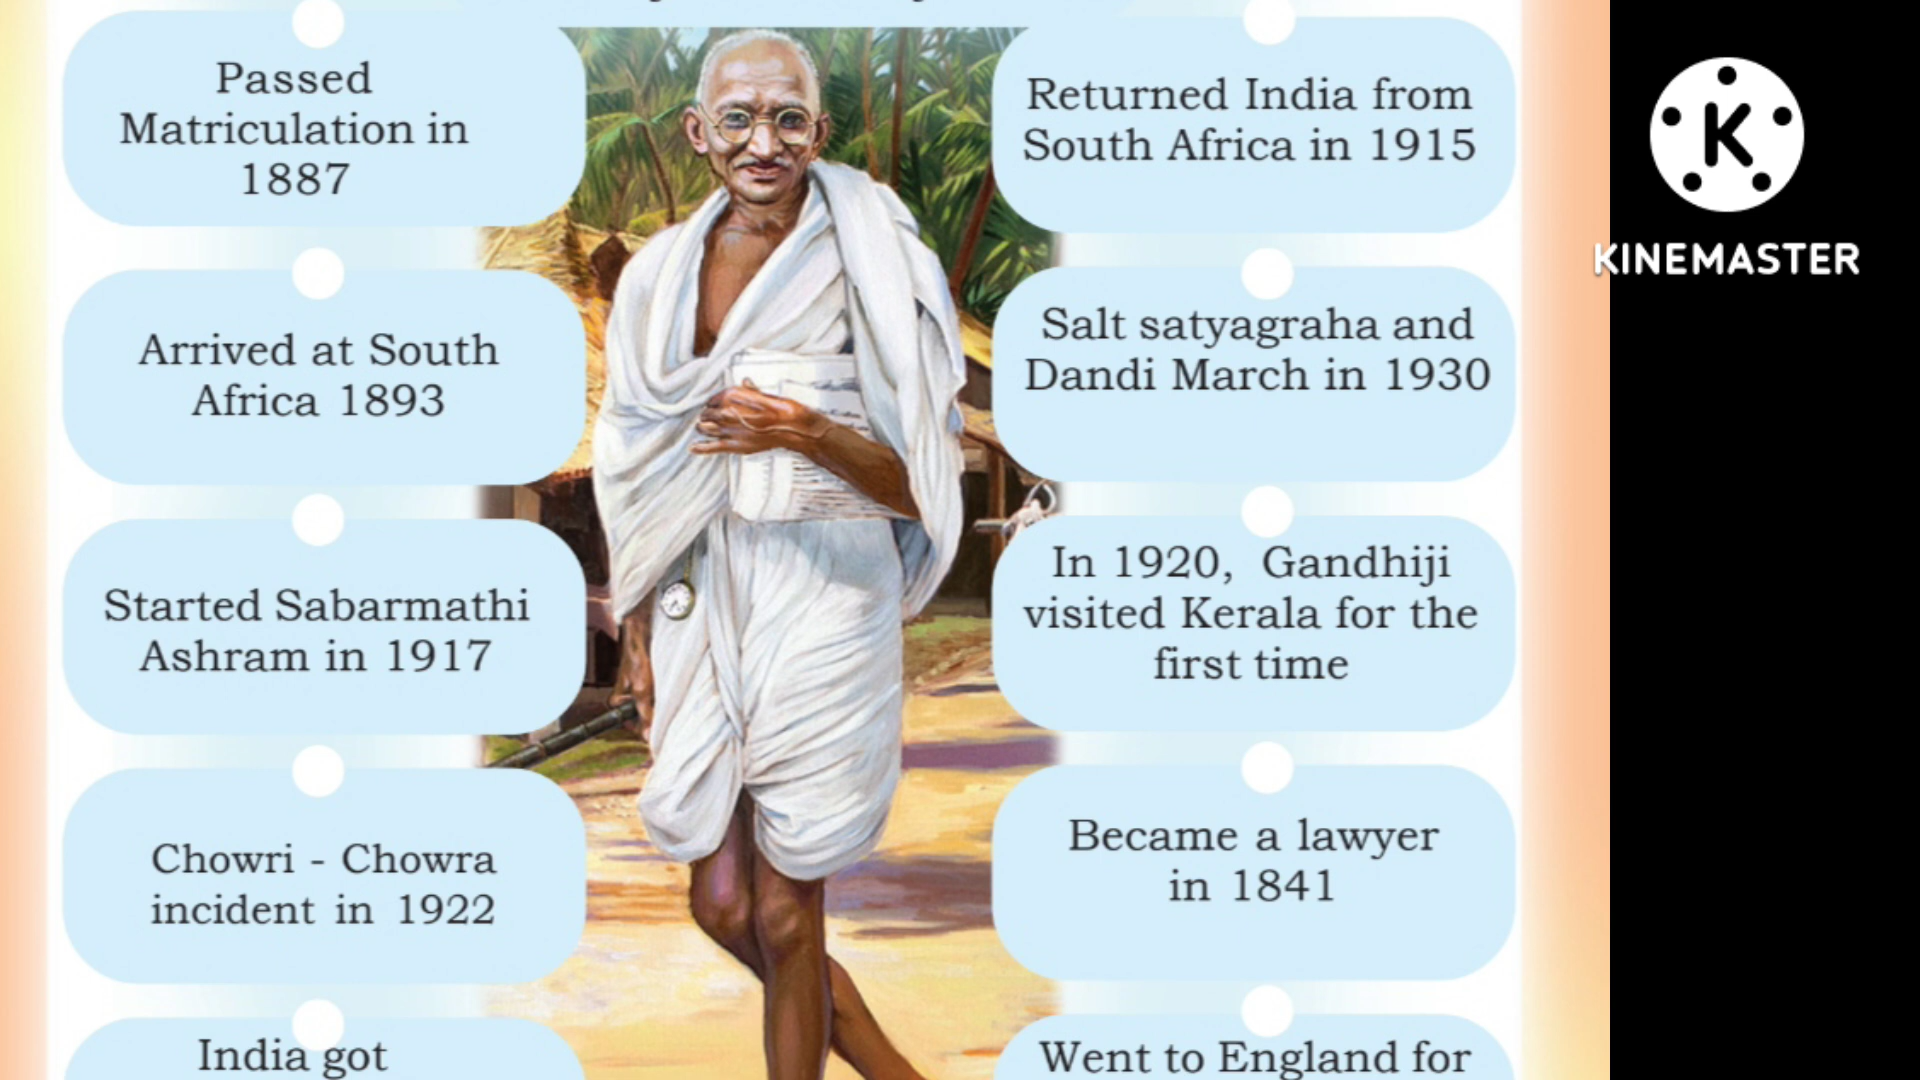 Passed
Matriculation in
1887
Arrived at South
Africa 1893
Started Sabarmathi
Ashram in 1917
Chowri - Chowra
incident in 1922
India got
Returned India from
South Africa in 1915
Salt satyagraha and
Dandi March in 1930
In 1920, Gandhiji
visited Kerala for the
first time
Became a lawyer
in 1841
Went to England for
K
KINEMASTER